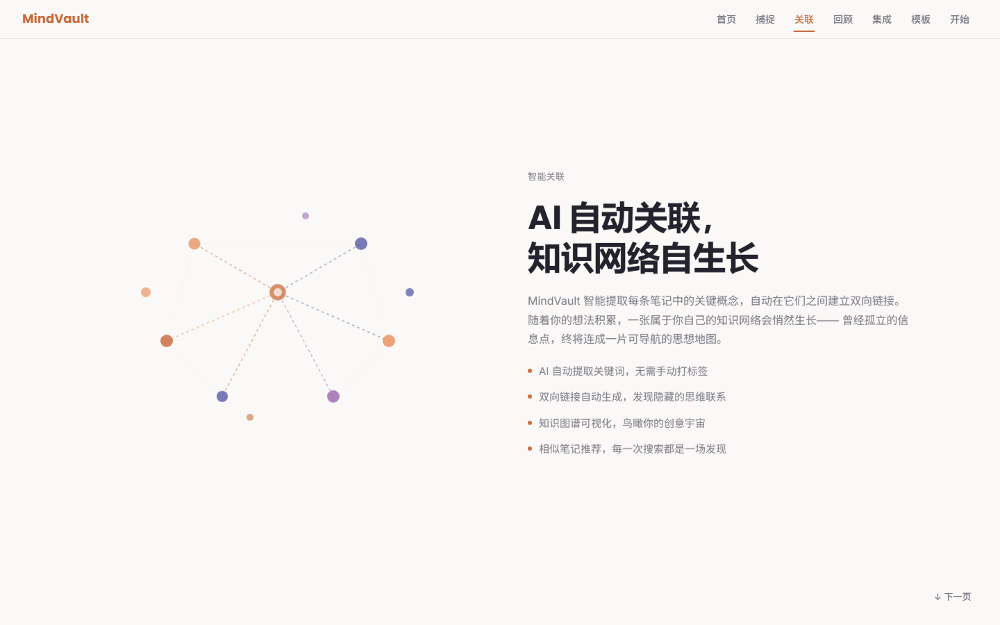 MindVault
首页 捕捉 关联 回顾 集成 模板 开始
智能关联
AI 自动关联，
知识网络自生长
MindVault 智能提取每条笔记中的关键概念，自动在它们之间建立双向链接。
随着你的想法积累，一张属于你自己的知识网络会悄然生长—— 曾经孤立的信
息点，终将连成一片可导航的思想地图。
AI 自动提取关键词，无需手动打标签
双向链接自动生成，发现隐藏的思维联系
知识图谱可视化，鸟瞰你的创意宇宙
相似笔记推荐，每一次搜索都是一场发现
↓ 下一页